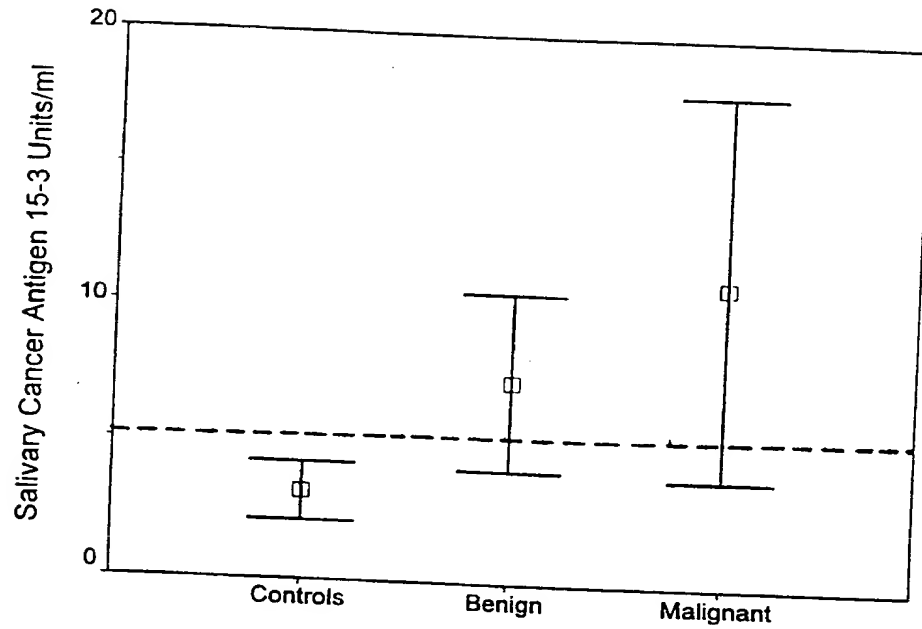 Salivary Cancer Antigen 15-3 Units/ml
20
10
0
Controls
Benign
Malignant